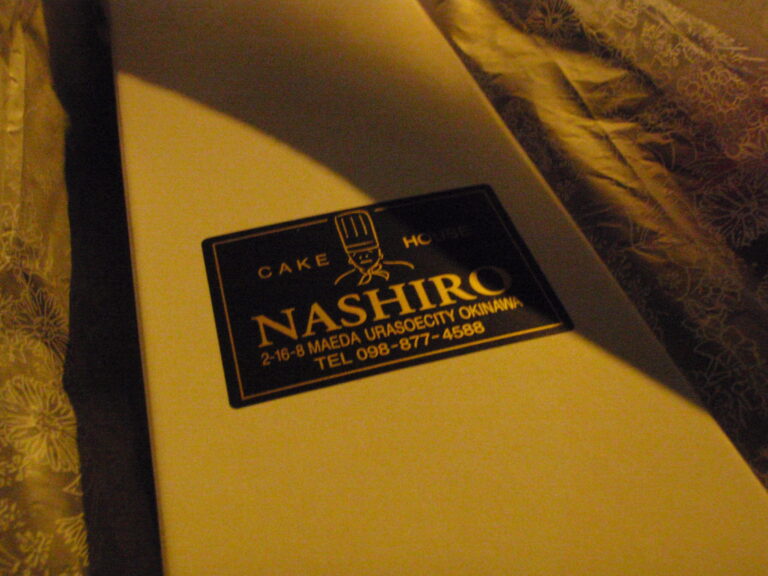 CAKE HOUSE
NASHIRO
2-16-8 MAEDA URASOECITY OKINAWA
TEL 098-877-4588